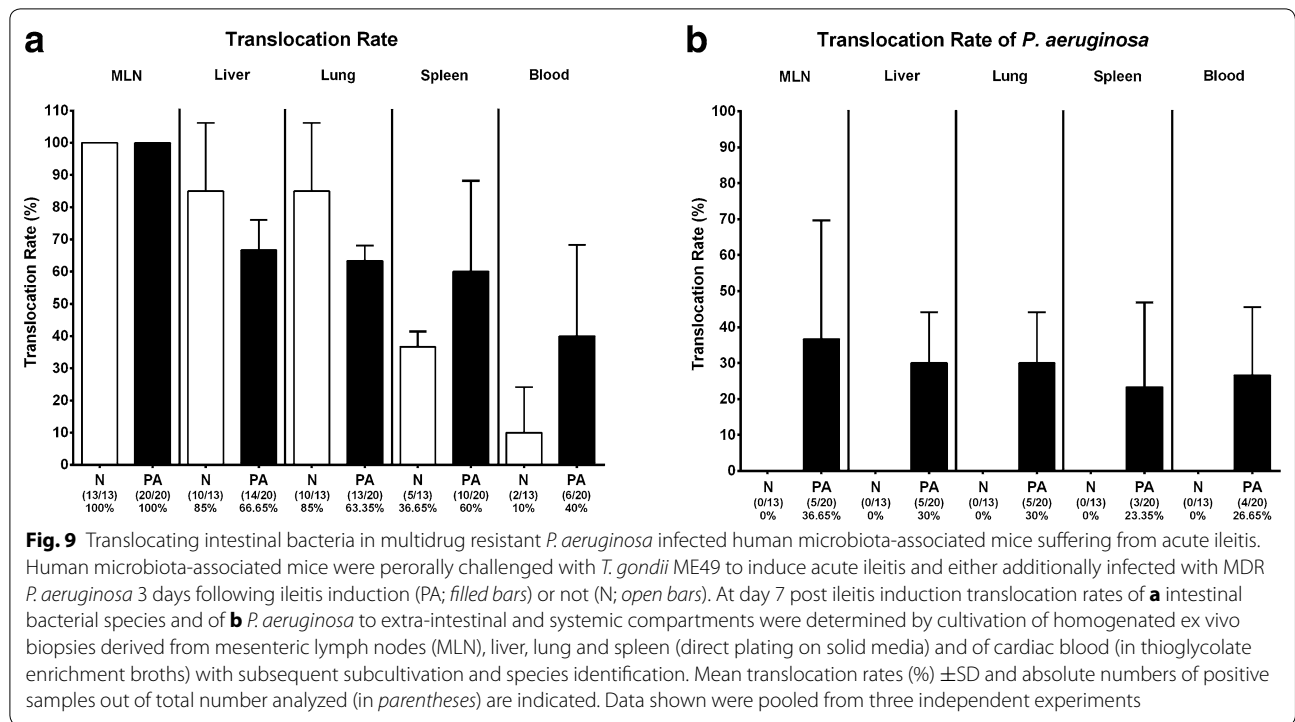 a
Translocation Rate
MLN Liver Lung Spleen Blood
Translocation Rate (%)
110
100
90
80
70
60
50
40
30
20
10
0
N PA N PA N PA N PA N PA
(13/13) (20/20) (10/13) (14/20) (10/13) (13/20) (5/13) (10/20) (2/13) (6/20)
100% 100% 85% 66.65% 85% 63.35% 36.65% 60% 10% 40%
b
Translocation Rate of P. aeruginosa
MLN Liver Lung Spleen Blood
Translocation Rate (%)
100
90
80
70
60
50
40
30
20
10
0
N PA N PA N PA N PA N PA
(0/13) (5/20) (0/13) (5/20) (0/13) (5/20) (0/13) (3/20) (0/13) (4/20)
0% 36.65% 0% 30% 0% 30% 0% 23.35% 0% 26.65%
Fig. 9 Translocating intestinal bacteria in multidrug resistant P. aeruginosa infected human microbiota-associated mice suffering from acute ileitis.
Human microbiota-associated mice were perorally challenged with T. gondii ME49 to induce acute ileitis and either additionally infected with MDR
P. aeruginosa 3 days following ileitis induction (PA; filled bars) or not (N; open bars). At day 7 post ileitis induction translocation rates of a intestinal
bacterial species and of b P. aeruginosa to extra-intestinal and systemic compartments were determined by cultivation of homogenated ex vivo
biopsies derived from mesenteric lymph nodes (MLN), liver, lung and spleen (direct plating on solid media) and of cardiac blood (in thioglycolate
enrichment broths) with subsequent subcultivation and species identification. Mean translocation rates (%) ±SD and absolute numbers of positive
samples out of total number analyzed (in parentheses) are indicated. Data shown were pooled from three independent experiments